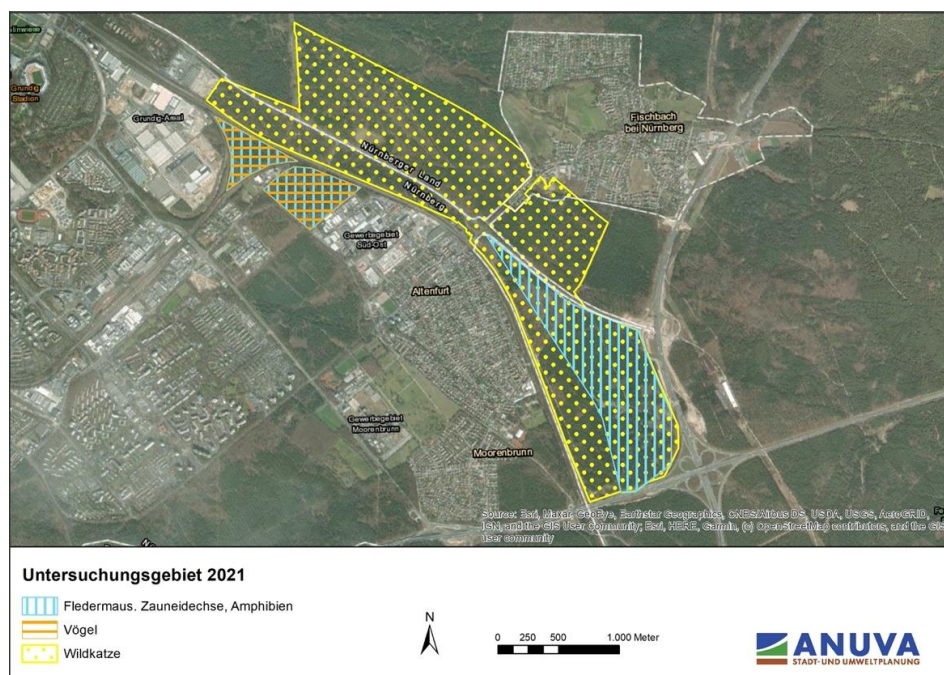 Grundig
Stadion
Grundig-Areal
Fischbach
bei Nürnberg
Nürnberger Land
Nürnberg
Gewerbegebiet
Süd-Ost
Altenfurt
Gewerbegebiet
Moorenbrunn
Moorenbrunn
Source: Esri, Maxar, GeoEye, Earthstar Geographics, CNES/Airbus DS, USDA, USGS, AeroGRID,
IGN, and the GIS User Community; Esri, HERE, Garmin, (c) OpenStreetMap contributors, and the GIS
user community
Untersuchungsgebiet 2021
Fledermaus. Zauneidechse, Amphibien
Vögel
Wildkatze
N
0 250 500 1.000 Meter
ANUVA
STADT- UND UMWELTPLANUNG